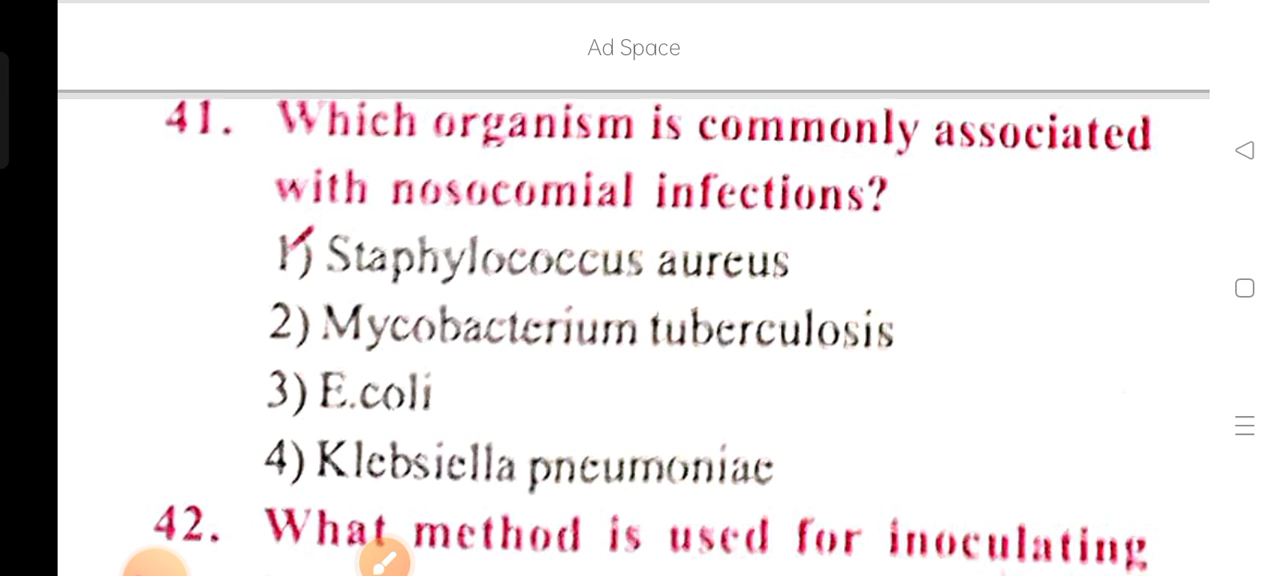 Ad Space
41. Which organism is commonly associated
with nosocomial infections?
1) Staphylococcus aureus
2) Mycobacterium tuberculosis
3) E.coli
4) Klebsiella pneumoniae
42. What method is used for inoculating